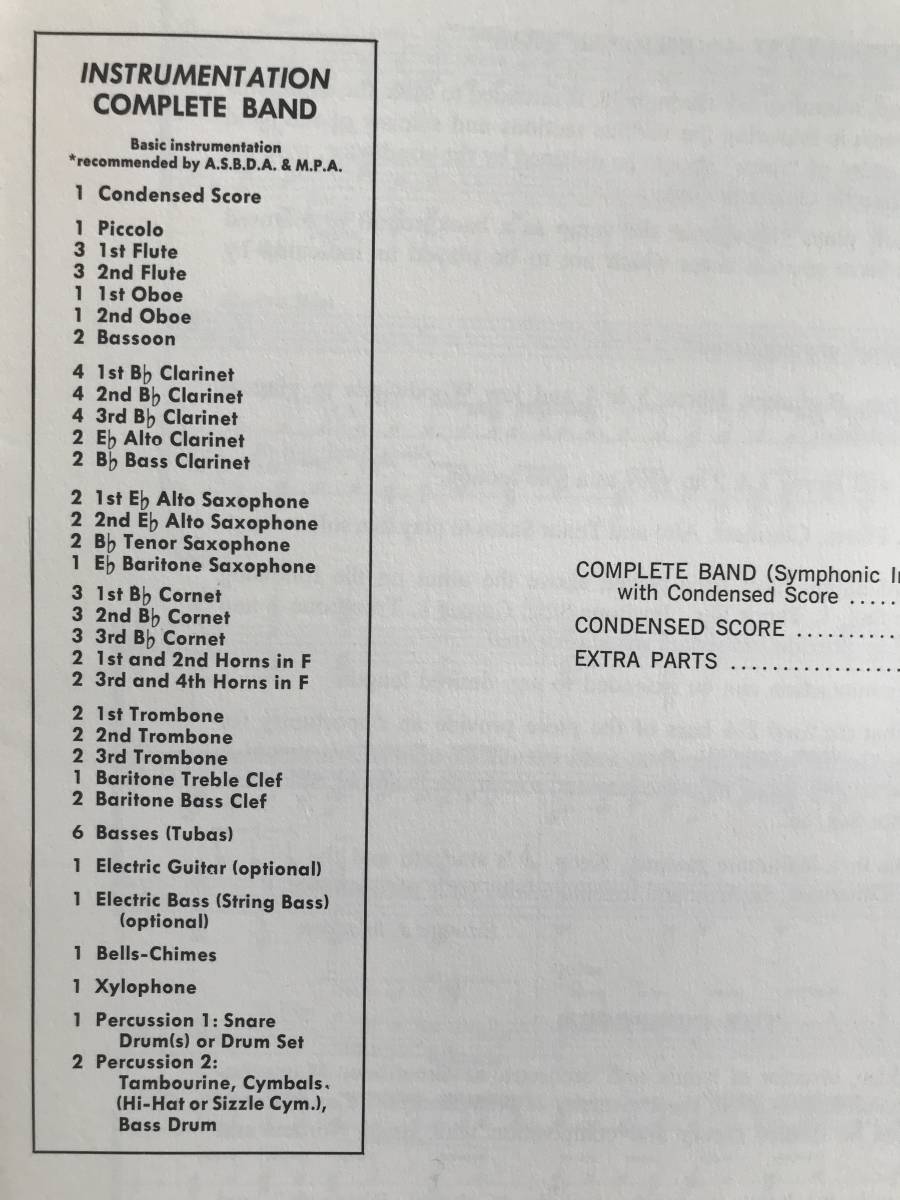 INSTRUMENTATION
COMPLETE BAND
Basic instrumentation
*recommended by A.S.B.D.A. & M.P.A.
1 Condensed Score
1 Piccolo
3 1st Flute
3 2nd Flute
1 1st Oboe
1 2nd Oboe
2 Bassoon
4 1st B♭ Clarinet
4 2nd B♭ Clarinet
4 3rd B♭ Clarinet
2 E♭ Alto Clarinet
2 B♭ Bass Clarinet
2 1st E♭ Alto Saxophone
2 2nd E♭ Alto Saxophone
2 B♭ Tenor Saxophone
1 E♭ Baritone Saxophone
3 1st B♭ Cornet
3 2nd B♭ Cornet
3 3rd B♭ Cornet
2 1st and 2nd Horns in F
2 3rd and 4th Horns in F
2 1st Trombone
2 2nd Trombone
2 3rd Trombone
1 Baritone Treble Clef
2 Baritone Bass Clef
6 Basses (Tubas)
1 Electric Guitar (optional)
1 Electric Bass (String Bass)
(optional)
1 Bells-Chimes
1 Xylophone
1 Percussion 1: Snare
Drum(s) or Drum Set
2 Percussion 2:
Tambourine, Cymbals,
(Hi-Hat or Sizzle Cym.),
Bass Drum
COMPLETE BAND (Symphonic
with Condensed Score .....
CONDENSED SCORE ..........
EXTRA PARTS .................